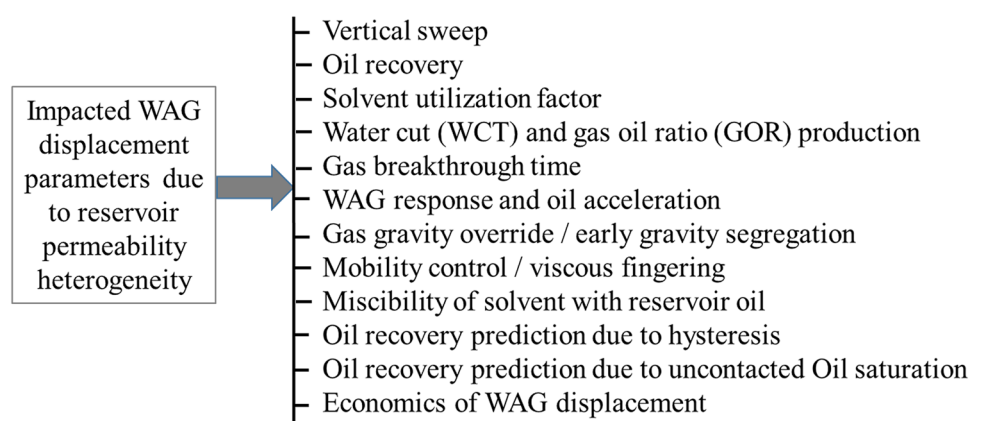 Impacted WAG
displacement
parameters due
to reservoir
permeability
heterogeneity
Vertical sweep
Oil recovery
Solvent utilization factor
Water cut (WCT) and gas oil ratio (GOR) production
Gas breakthrough time
WAG response and oil acceleration
Gas gravity override / early gravity segregation
Mobility control / viscous fingering
Miscibility of solvent with reservoir oil
Oil recovery prediction due to hysteresis
Oil recovery prediction due to uncontacted Oil saturation
Economics of WAG displacement